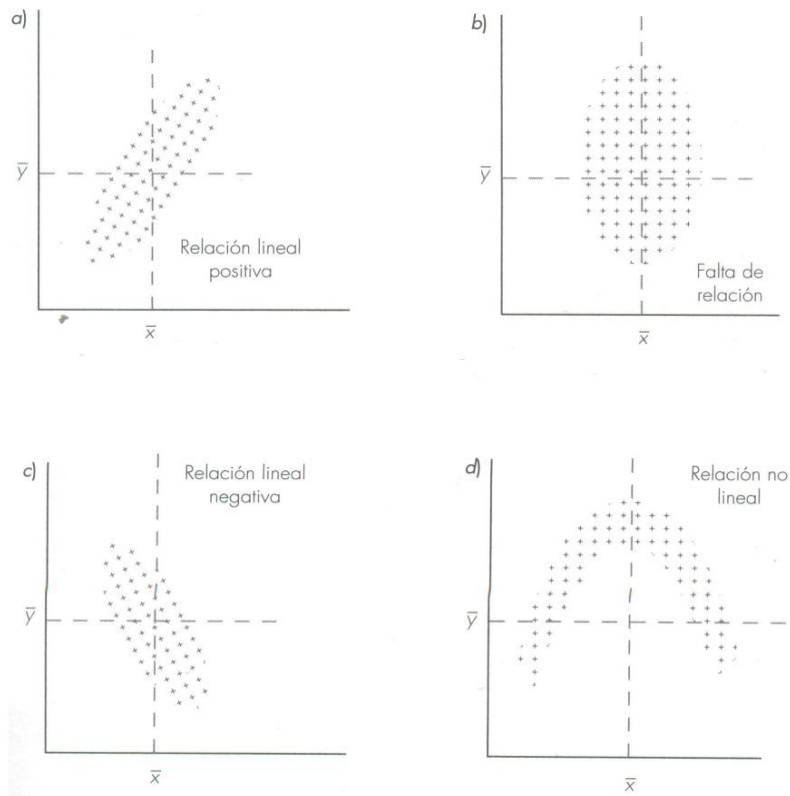 a)
y̅
Relación lineal
positiva
x̅
b)
y̅
Falta de
relación
x̅
c)
Relación lineal
negativa
y̅
x̅
d)
Relación no
lineal
y̅
x̅